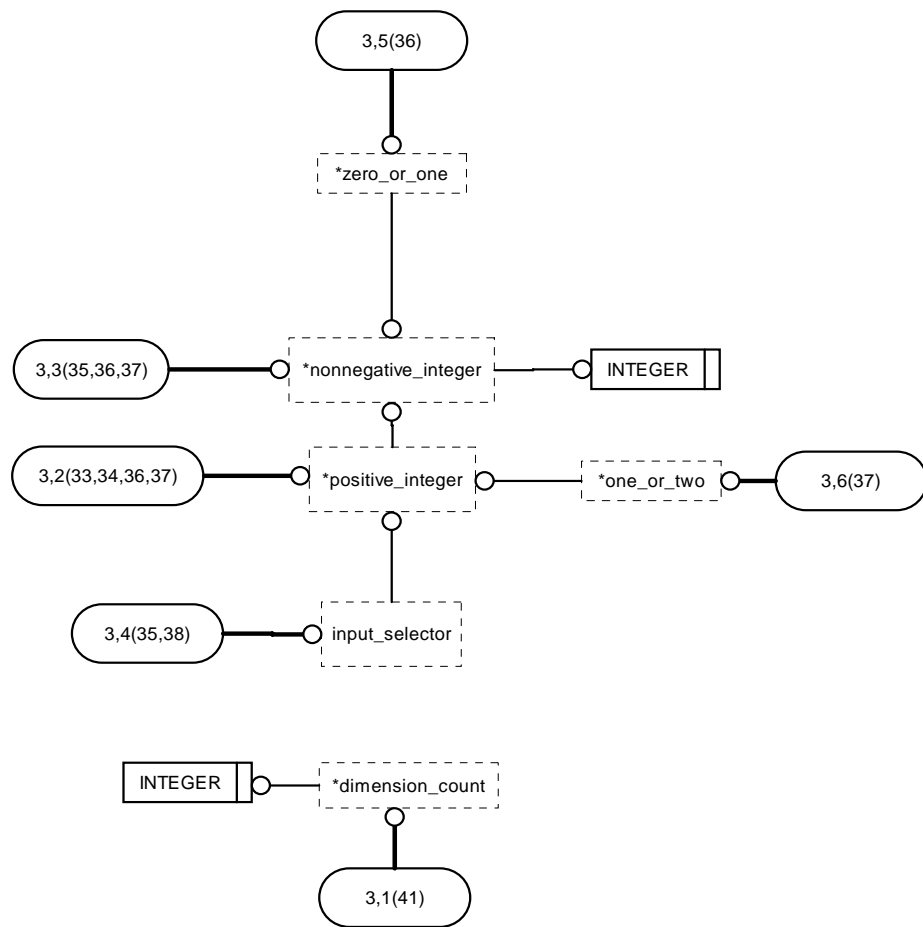 3,5(36)
*zero_or_one
3,3(35,36,37)
*nonnegative_integer
INTEGER
3,2(33,34,36,37)
*positive_integer
*one_or_two
3,6(37)
3,4(35,38)
input_selector
INTEGER
*dimension_count
3,1(41)